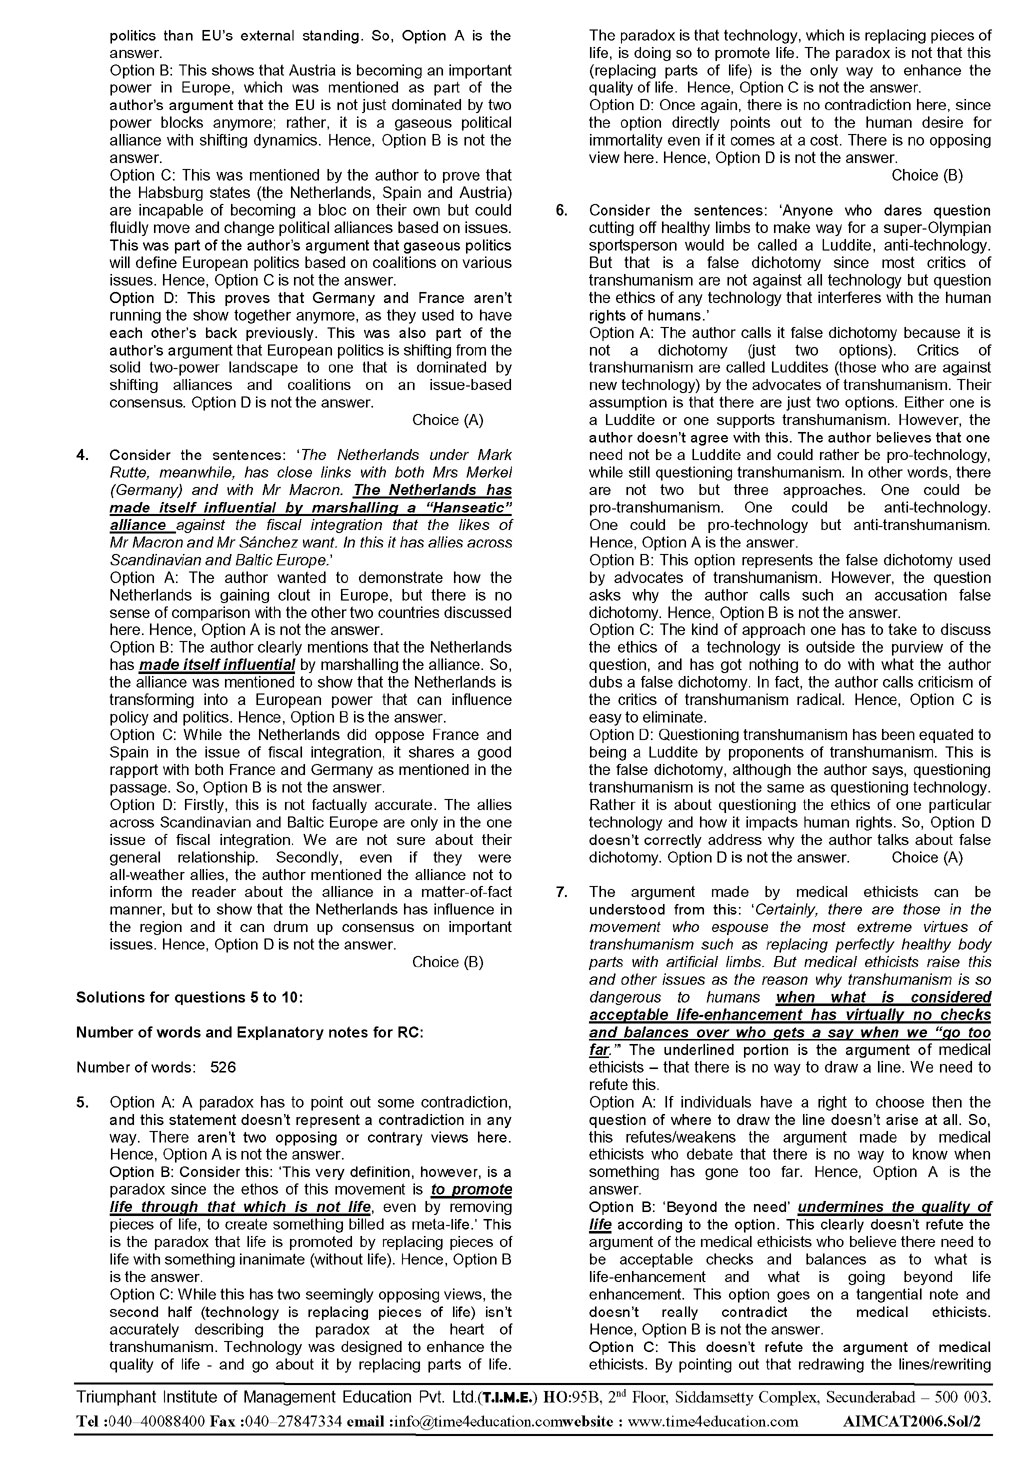 politics than EU's external standing. So, Option A is the
answer.
Option B: This shows that Austria is becoming an important
power in Europe, which was mentioned as part of the
author's argument that the EU is not just dominated by two
power blocks anymore; rather, it is a gaseous political
alliance with shifting dynamics. Hence, Option B is not the
answer.
Option C: This was mentioned by the author to prove that
the Habsburg states (the Netherlands, Spain and Austria)
are incapable of becoming a bloc on their own but could
fluidly move and change political alliances based on issues.
This was part of the author's argument that gaseous politics
will define European politics based on coalitions on various
issues. Hence, Option C is not the answer.
Option D: This proves that Germany and France aren't
running the show together anymore, as they used to have
each other's back previously. This was also part of the
author's argument that European politics is shifting from the
solid two-power landscape to one that is dominated by
shifting alliances and coalitions on an issue-based
consensus. Option D is not the answer.
Choice (A)
4. Consider the sentences: 'The Netherlands under Mark
Rutte, meanwhile, has close links with both Mrs Merkel
(Germany) and with Mr Macron. The Netherlands has
made itself influential by marshalling a "Hanseatic"
alliance against the fiscal integration that the likes of
Mr Macron and Mr Sánchez want. In this it has allies across
Scandinavian and Baltic Europe.'
Option A: The author wanted to demonstrate how the
Netherlands is gaining clout in Europe, but there is no
sense of comparison with the other two countries discussed
here. Hence, Option A is not the answer.
Option B: The author clearly mentions that the Netherlands
has made itself influential by marshalling the alliance. So,
the alliance was mentioned to show that the Netherlands is
transforming into a European power that can influence
policy and politics. Hence, Option B is the answer.
Option C: While the Netherlands did oppose France and
Spain in the issue of fiscal integration, it shares a good
rapport with both France and Germany as mentioned in the
passage. So, Option B is not the answer.
Option D: Firstly, this is not factually accurate. The allies
across Scandinavian and Baltic Europe are only in the one
issue of fiscal integration. We are not sure about their
general relationship. Secondly, even if they were
all-weather allies, the author mentioned the alliance not to
inform the reader about the alliance in a matter-of-fact
manner, but to show that the Netherlands has influence in
the region and it can drum up consensus on important
issues. Hence, Option D is not the answer.
Choice (B)
Solutions for questions 5 to 10:
Number of words and Explanatory notes for RC:
Number of words: 526
5. Option A: A paradox has to point out some contradiction,
and this statement doesn't represent a contradiction in any
way. There aren't two opposing or contrary views here.
Hence, Option A is not the answer.
Option B: Consider this: 'This very definition, however, is a
paradox since the ethos of this movement is to promote
life through that which is not life, even by removing
pieces of life, to create something billed as meta-life.' This
is the paradox that life is promoted by replacing pieces of
life with something inanimate (without life). Hence, Option B
is the answer.
Option C: While this has two seemingly opposing views, the
second half (technology is replacing pieces of life) isn't
accurately describing the paradox at the heart of
transhumanism. Technology was designed to enhance the
quality of life - and go about it by replacing parts of life.
The paradox is that technology, which is replacing pieces of
life, is doing so to promote life. The paradox is not that this
(replacing parts of life) is the only way to enhance the
quality of life. Hence, Option C is not the answer.
Option D: Once again, there is no contradiction here, since
the option directly points out to the human desire for
immortality even if it comes at a cost. There is no opposing
view here. Hence, Option D is not the answer.
Choice (B)
6. Consider the sentences: 'Anyone who dares question
cutting off healthy limbs to make way for a super-Olympian
sportsperson would be called a Luddite, anti-technology.
But that is a false dichotomy since most critics of
transhumanism are not against all technology but question
the ethics of any technology that interferes with the human
rights of humans.'
Option A: The author calls it false dichotomy because it is
not a dichotomy (just two options). Critics of
transhumanism are called Luddites (those who are against
new technology) by the advocates of transhumanism. Their
assumption is that there are just two options. Either one is
a Luddite or one supports transhumanism. However, the
author doesn't agree with this. The author believes that one
need not be a Luddite and could rather be pro-technology,
while still questioning transhumanism. In other words, there
are not two but three approaches. One could be
pro-transhumanism. One could be anti-technology.
One could be pro-technology but anti-transhumanism.
Hence, Option A is the answer.
Option B: This option represents the false dichotomy used
by advocates of transhumanism. However, the question
asks why the author calls such an accusation false
dichotomy. Hence, Option B is not the answer.
Option C: The kind of approach one has to take to discuss
the ethics of a technology is outside the purview of the
question, and has got nothing to do with what the author
dubs a false dichotomy. In fact, the author calls criticism of
the critics of transhumanism radical. Hence, Option C is
easy to eliminate.
Option D: Questioning transhumanism has been equated to
being a Luddite by proponents of transhumanism. This is
the false dichotomy, although the author says, questioning
transhumanism is not the same as questioning technology.
Rather it is about questioning the ethics of one particular
technology and how it impacts human rights. So, Option D
doesn't correctly address why the author talks about false
dichotomy. Option D is not the answer. Choice (A)
7. The argument made by medical ethicists can be
understood from this: 'Certainly, there are those in the
movement who espouse the most extreme virtues of
transhumanism such as replacing perfectly healthy body
parts with artificial limbs. But medical ethicists raise this
and other issues as the reason why transhumanism is so
dangerous to humans when what is considered
acceptable life-enhancement has virtually no checks
and balances over who gets a say when we "go too
far."' The underlined portion is the argument of medical
ethicists – that there is no way to draw a line. We need to
refute this.
Option A: If individuals have a right to choose then the
question of where to draw the line doesn't arise at all. So,
this refutes/weakens the argument made by medical
ethicists who debate that there is no way to know when
something has gone too far. Hence, Option A is the
answer.
Option B: 'Beyond the need' undermines the quality of
life according to the option. This clearly doesn't refute the
argument of the medical ethicists who believe there need to
be acceptable checks and balances as to what is
life-enhancement and what is going beyond life
enhancement. This option goes on a tangential note and
doesn't really contradict the medical ethicists.
Hence, Option B is not the answer.
Option C: This doesn't refute the argument of medical
ethicists. By pointing out that redrawing the lines/rewriting
Triumphant Institute of Management Education Pvt. Ltd.(T.I.M.E.) HO:95B, 2nd Floor, Siddamsetty Complex, Secunderabad – 500 003.
Tel :040–40088400 Fax :040–27847334 email :info@time4education.comwebsite : www.time4education.com AIMCAT2006.Sol/2